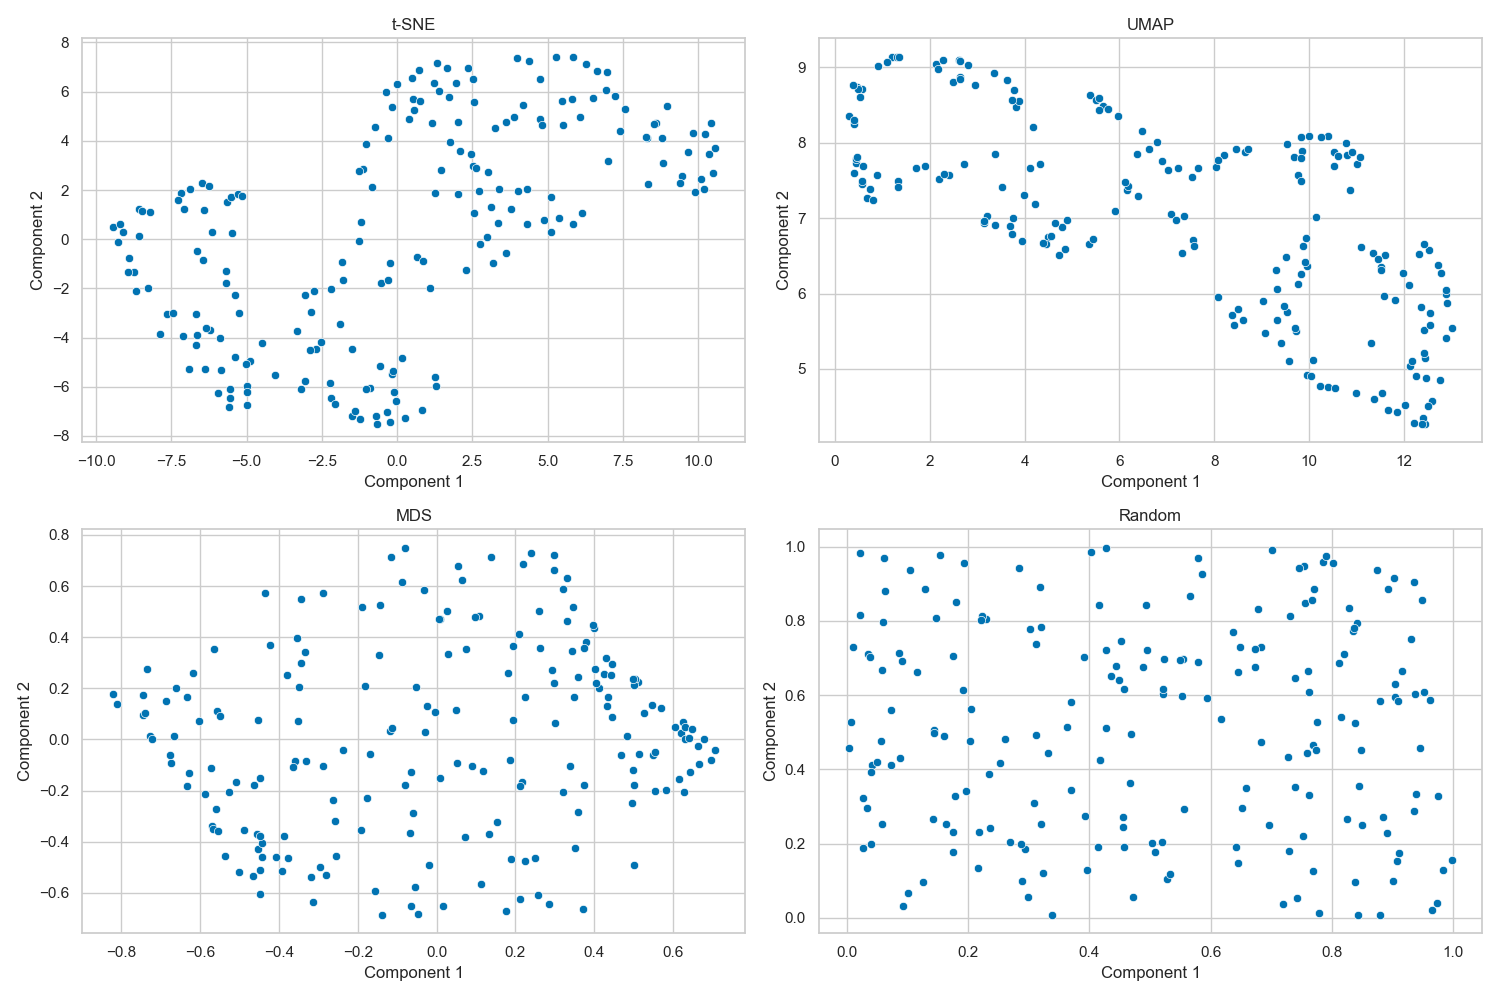 t-SNE
8
6
4
2
0
−2
−4
−6
−8
Component 2
−10.0 −7.5 −5.0 −2.5 0.0 2.5 5.0 7.5 10.0
Component 1
UMAP
9
8
7
6
5
Component 2
0 2 4 6 8 10 12
Component 1
MDS
0.8
0.6
0.4
0.2
0.0
−0.2
−0.4
−0.6
Component 2
−0.8 −0.6 −0.4 −0.2 0.0 0.2 0.4 0.6
Component 1
Random
1.0
0.8
0.6
0.4
0.2
0.0
Component 2
0.0 0.2 0.4 0.6 0.8 1.0
Component 1